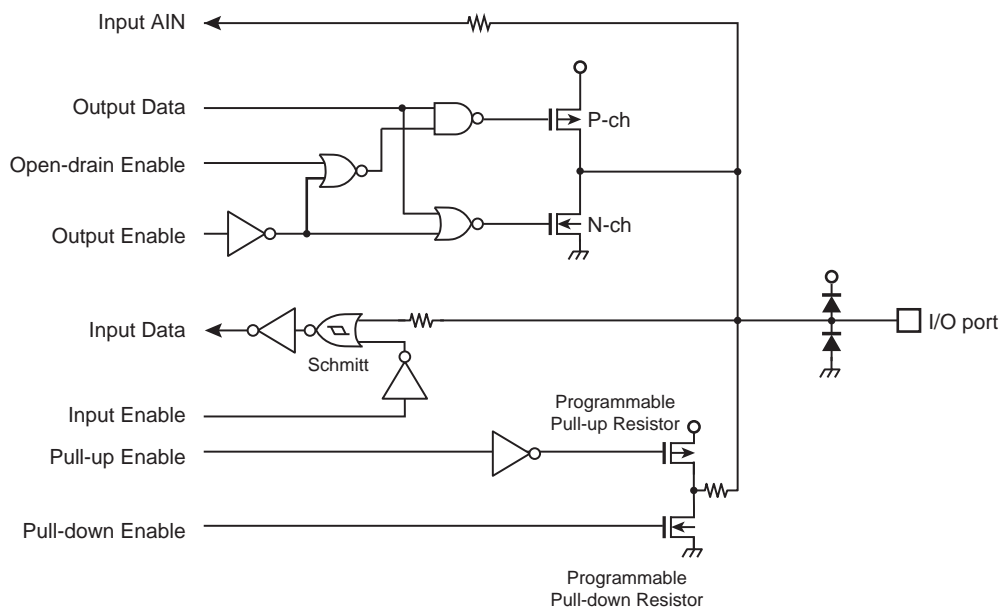 Input AIN
Output Data
P-ch
Open-drain Enable
N-ch
Output Enable
Input Data
Schmitt
I/O port
Input Enable
Programmable
Pull-up Resistor
Pull-up Enable
Pull-down Enable
Programmable
Pull-down Resistor